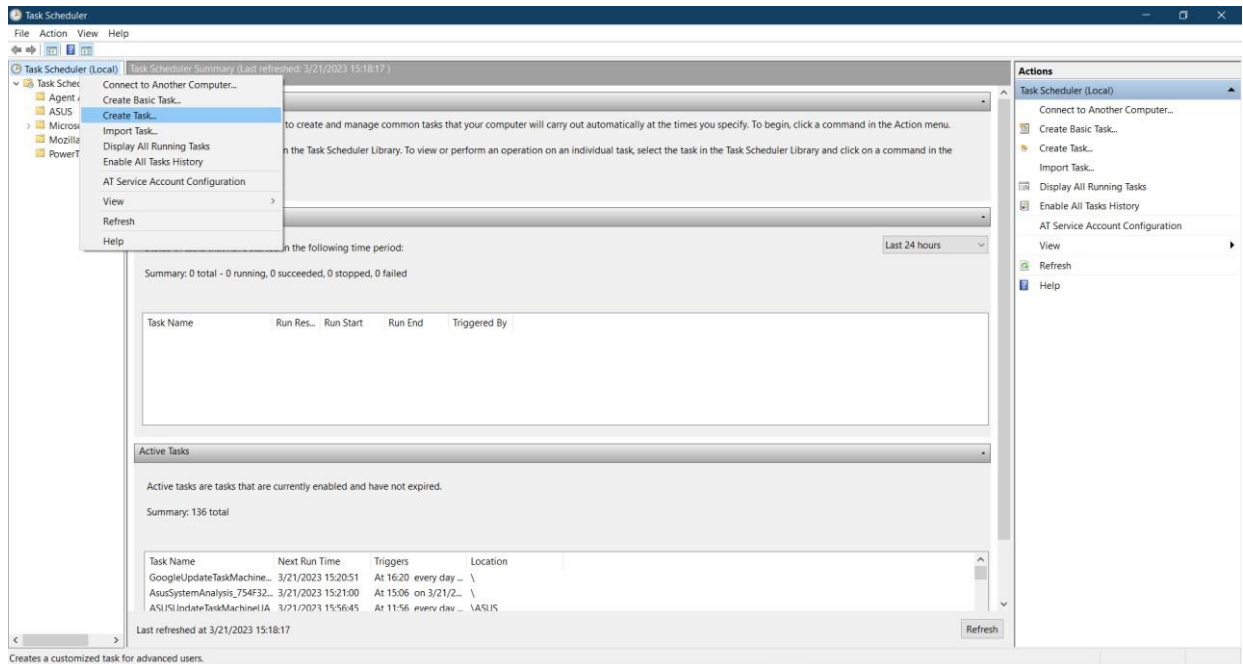 Task Scheduler
File Action View Help
Task Scheduler (Local)
Task Sched
Agent A
ASUS
Microso
Mozilla
PowerT
Connect to Another Computer...
Create Basic Task...
Create Task...
Import Task...
Display All Running Tasks
Enable All Tasks History
AT Service Account Configuration
View
Refresh
Help
Task Scheduler Summary (Last refreshed: 3/21/2023 15:18:17 )
to create and manage common tasks that your computer will carry out automatically at the times you specify. To begin, click a command in the Action menu.
n the Task Scheduler Library. To view or perform an operation on an individual task, select the task in the Task Scheduler Library and click on a command in the
in the following time period:
Last 24 hours
Summary: 0 total - 0 running, 0 succeeded, 0 stopped, 0 failed
Task Name Run Res... Run Start Run End Triggered By
Active Tasks
Active tasks are tasks that are currently enabled and have not expired.
Summary: 136 total
Task Name Next Run Time Triggers Location
GoogleUpdateTaskMachine... 3/21/2023 15:20:51 At 16:20 every day ... \
AsusSystemAnalysis_754F32... 3/21/2023 15:21:00 At 15:06 on 3/21/2... \
ASUSUpdateTaskMachineUA 3/21/2023 15:56:45 At 11:56 every day ... \ASUS
Last refreshed at 3/21/2023 15:18:17
Refresh
Actions
Task Scheduler (Local)
Connect to Another Computer...
Create Basic Task...
Create Task...
Import Task...
Display All Running Tasks
Enable All Tasks History
AT Service Account Configuration
View
Refresh
Help
Creates a customized task for advanced users.